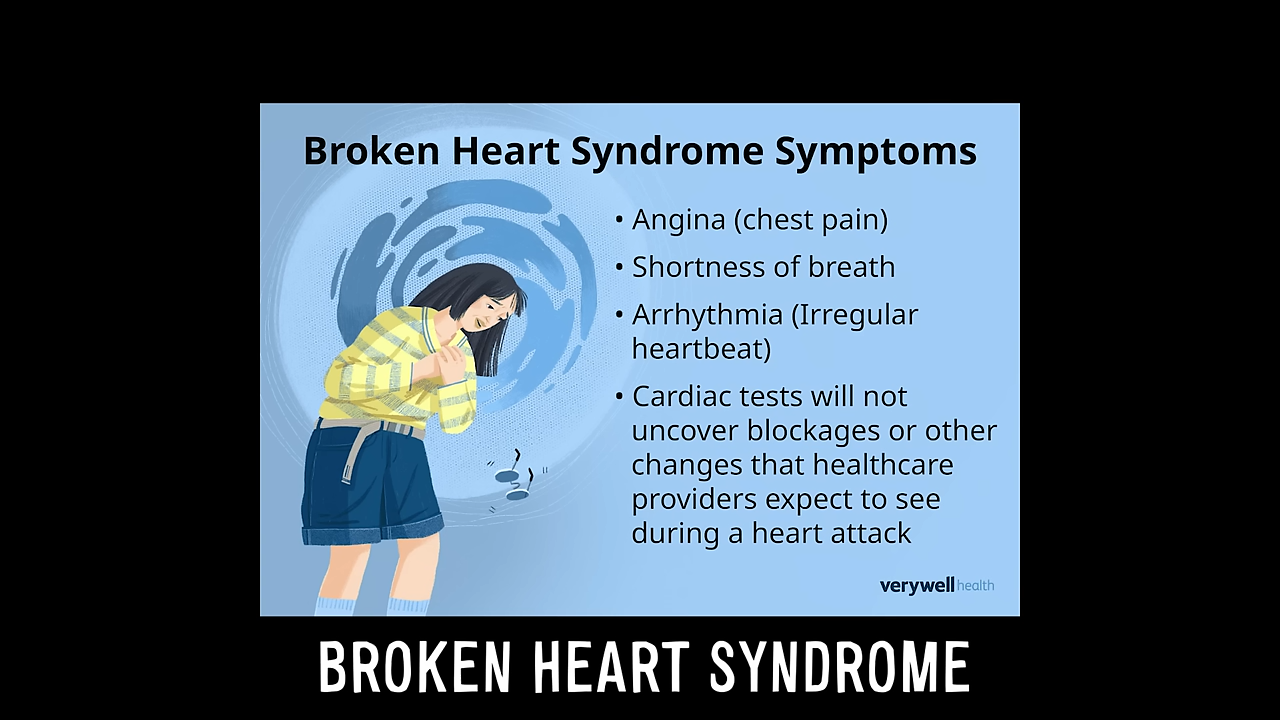 Broken Heart Syndrome Symptoms
• Angina (chest pain)
• Shortness of breath
• Arrhythmia (Irregular
heartbeat)
• Cardiac tests will not
uncover blockages or other
changes that healthcare
providers expect to see
during a heart attack
verywell health
BROKEN HEART SYNDROME